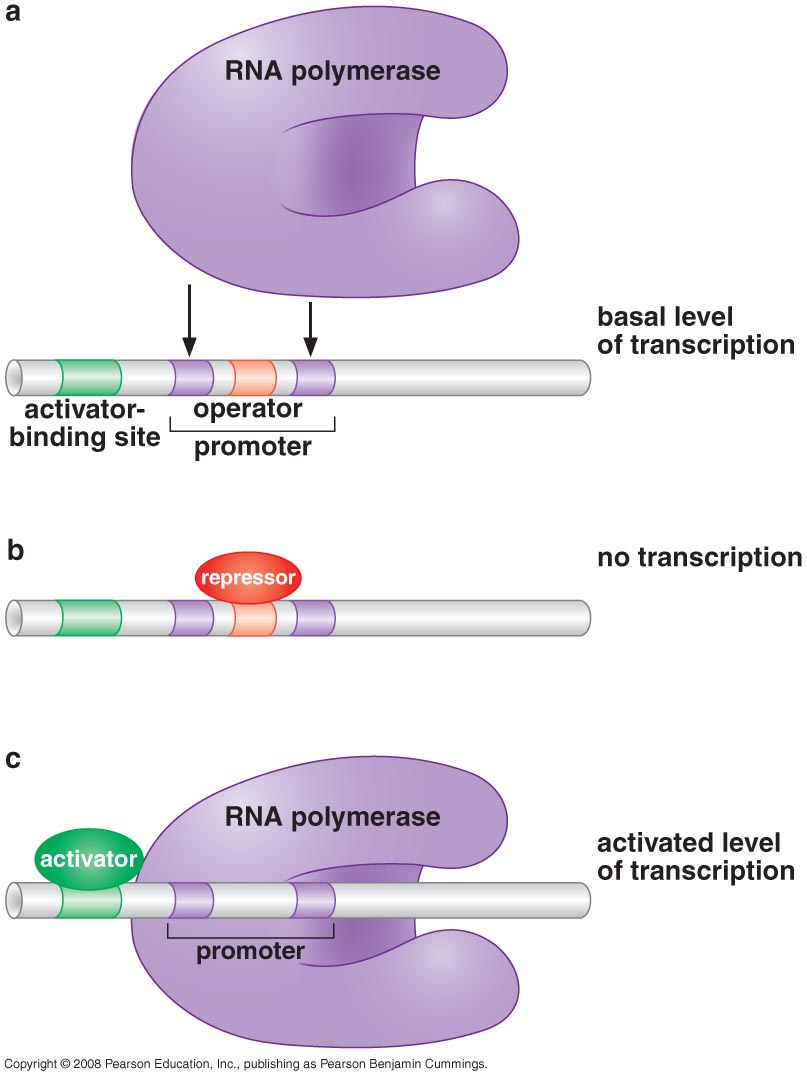 a
RNA polymerase
basal level
of transcription
activator-
binding site
operator
promoter
b
repressor
no transcription
c
RNA polymerase
activator
activated level
of transcription
promoter
Copyright © 2008 Pearson Education, Inc., publishing as Pearson Benjamin Cummings.